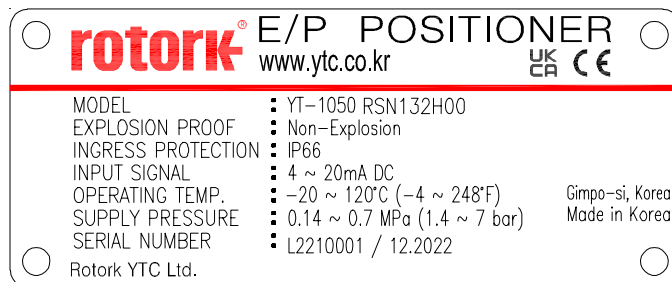 rotork® E/P POSITIONER
www.ytc.co.kr UK CA CE
MODEL : YT-1050 RSN132H00
EXPLOSION PROOF : Non-Explosion
INGRESS PROTECTION : IP66
INPUT SIGNAL : 4 ~ 20mA DC
OPERATING TEMP. : -20 ~ 120°C (-4 ~ 248°F) Gimpo-si, Korea
SUPPLY PRESSURE : 0.14 ~ 0.7 MPa (1.4 ~ 7 bar) Made in Korea
SERIAL NUMBER : L2210001 / 12.2022
Rotork YTC Ltd.